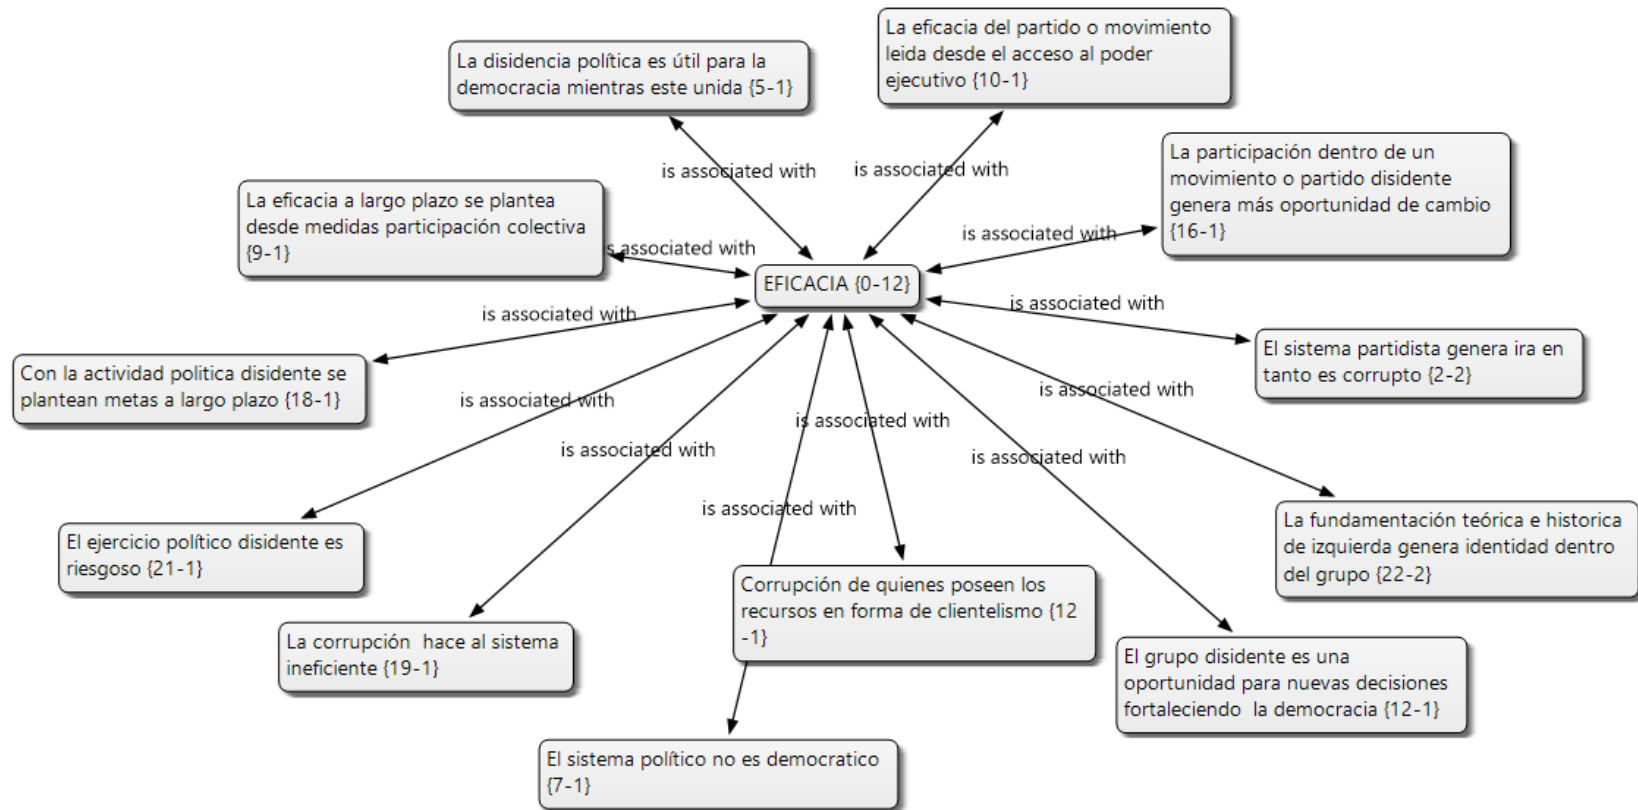 La eficacia del partido o movimiento
leida desde el acceso al poder
ejecutivo {10-1}
La disidencia política es útil para la
democracia mientras este unida {5-1}
La participación dentro de un
movimiento o partido disidente
genera más oportunidad de cambio
{16-1}
is associated with
is associated with
La eficacia a largo plazo se plantea
desde medidas participación colectiva
{9-1}
is associated with
is associated with
EFICACIA {0-12}
is associated with
is associated with
El sistema partidista genera ira en
tanto es corrupto {2-2}
Con la actividad politica disidente se
plantean metas a largo plazo {18-1}
is associated with
is associated with
is associated with
is associated with
is associated with
is associated with
La fundamentación teórica e historica
de izquierda genera identidad dentro
del grupo {22-2}
El ejercicio político disidente es
riesgoso {21-1}
Corrupción de quienes poseen los
recursos en forma de clientelismo {12
-1}
La corrupción  hace al sistema
ineficiente {19-1}
El grupo disidente es una
oportunidad para nuevas decisiones
fortaleciendo  la democracia {12-1}
El sistema político no es democratico
{7-1}